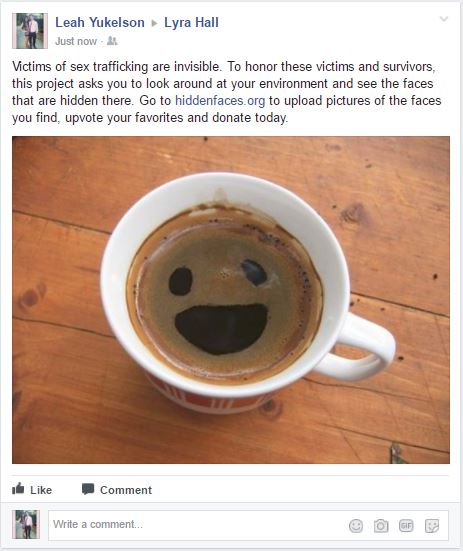 Leah Yukelson ▸ Lyra Hall
Just now ·
Victims of sex trafficking are invisible. To honor these victims and survivors,
this project asks you to look around at your environment and see the faces
that are hidden there. Go to hiddenfaces.org to upload pictures of the faces
you find, upvote your favorites and donate today.
Like Comment
Write a comment...
GIF